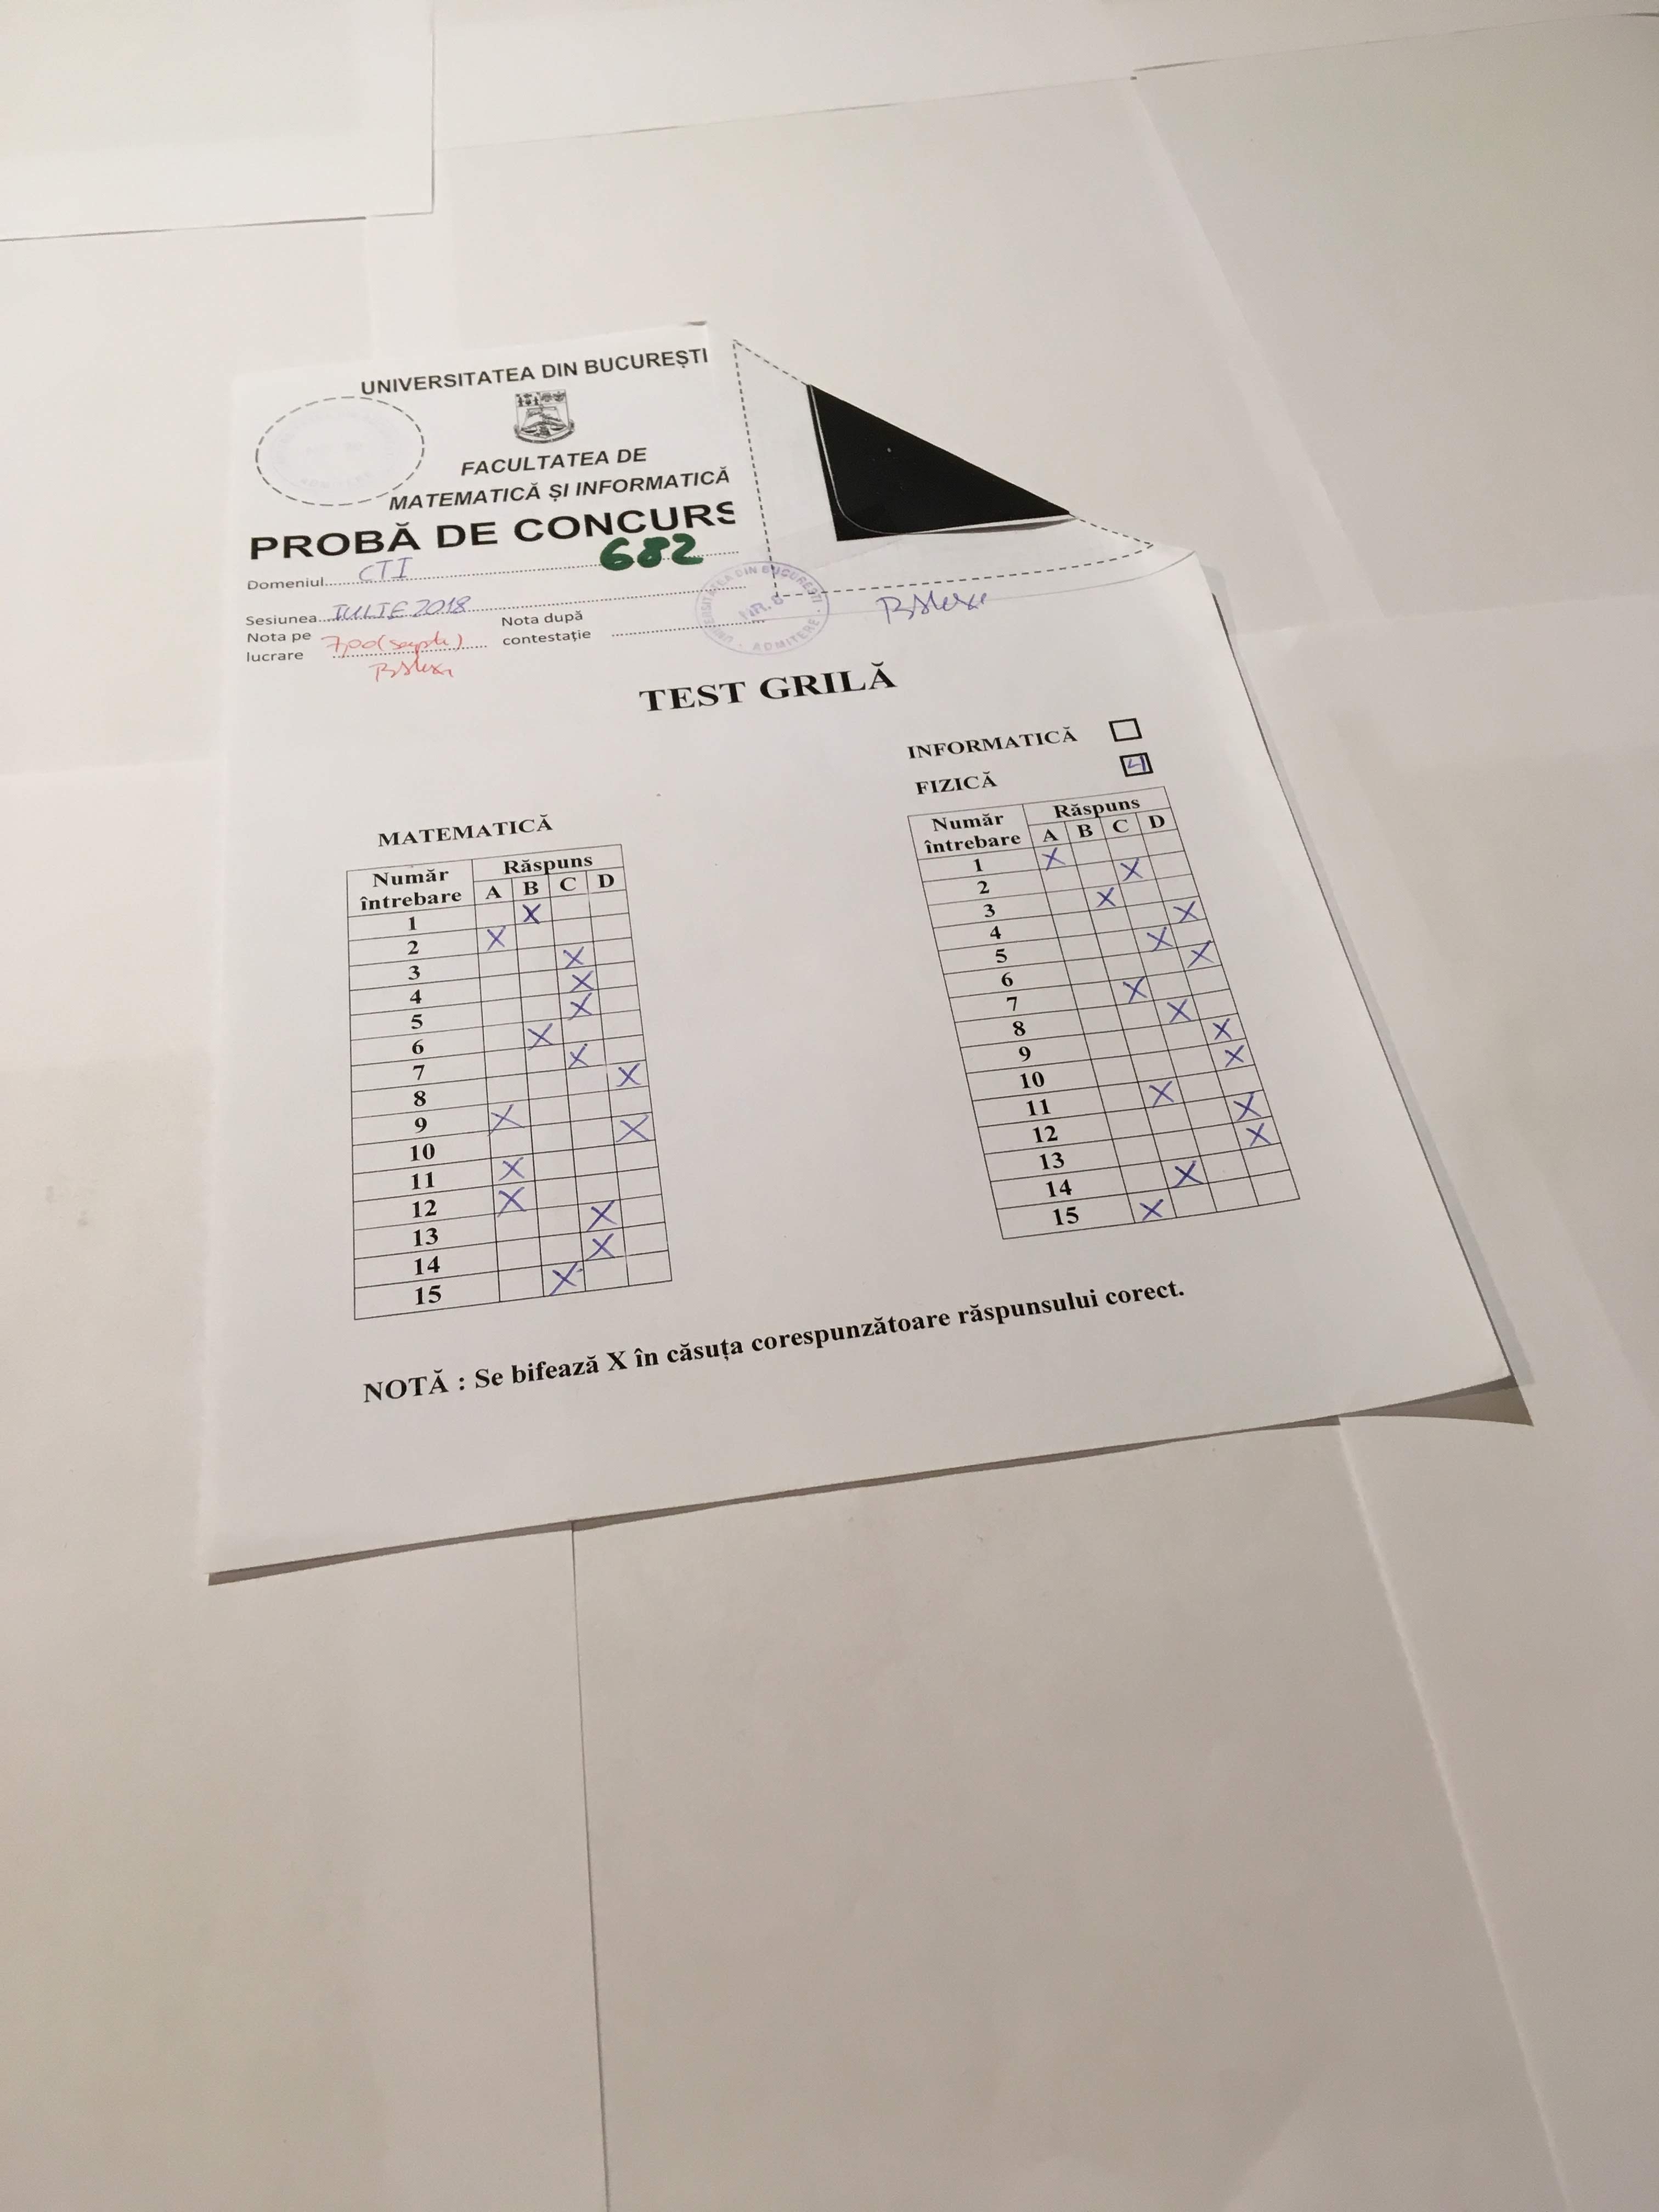 UNIVERSITATEA DIN BUCUREȘTI
FACULTATEA DE
MATEMATICĂ ȘI INFORMATICĂ
PROBĂ DE CONCURS
682
Domeniul CTI
Sesiunea IULIE 2018
Nota pe lucrare 7,00 (șapte)
Nota după contestație
UNIVERSITATEA DIN BUCUREȘTI
NR. 6
ADMITERE
TEST GRILĂ
MATEMATICĂ
Număr întrebare Răspuns
A B C D
1 X
2 X
3 X
4 X
5 X
6 X
7 X
8 X
9 X
10 X
11 X
12 X
13 X
14 X
15 X
INFORMATICĂ
FIZICĂ 4
Număr întrebare Răspuns
A B C D
1 X
2 X
3 X
4 X
5 X
6 X
7 X
8 X
9 X
10 X
11 X
12 X
13 X
14 X
15 X
NOTĂ : Se bifează X în căsuța corespunzătoare răspunsului corect.